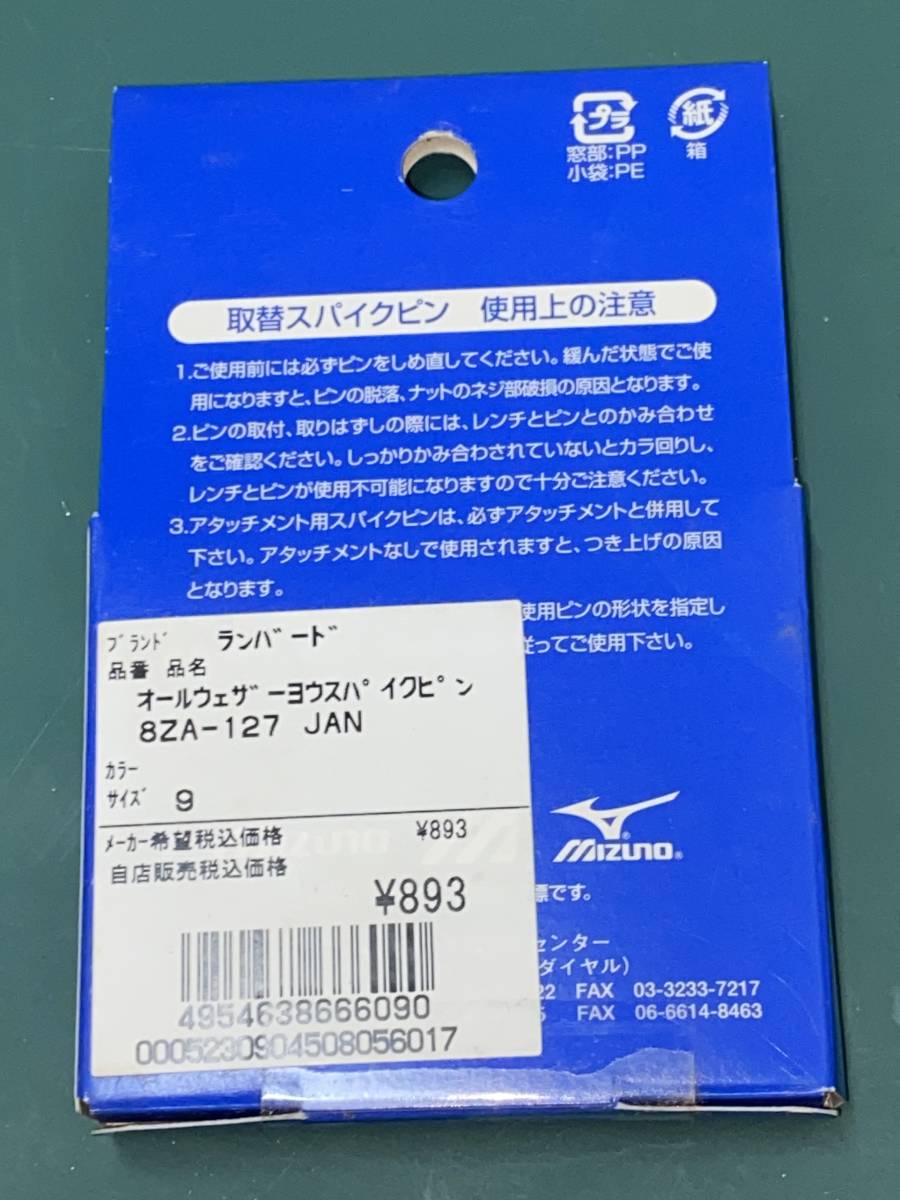 プラ
紙
窓部:PP
小袋:PE
箱
取替スパイクピン 使用上の注意
1.ご使用前には必ずピンをしめ直してください。緩んだ状態でご使
用になりますと、ピンの脱落、ナットのネジ部破損の原因となります。
2.ピンの取付、取りはずしの際には、レンチとピンとのかみ合わせ
をご確認ください。しっかりかみ合わされていないとカラ回りし、
レンチとピンが使用不可能になりますので十分ご注意ください。
3.アタッチメント用スパイクピンは、必ずアタッチメントと併用して
下さい。アタッチメントなしで使用されますと、つき上げの原因
となります。
使用ピンの形状を指定し
従ってご使用下さい。
ﾌﾞﾗﾝﾄﾞ ランバード
品番 品名
オールウェザーヨウスパイクピン
8ZA-127 JAN
ｶﾗｰ
ｻｲｽﾞ 9
ﾒｰｶｰ希望税込価格 ¥893
自店販売税込価格
¥893
4954638666090
0005230904508056017
MIZUNO®
標です。
センター
ダイヤル)
22 FAX 03-3233-7217
5 FAX 06-6614-8463